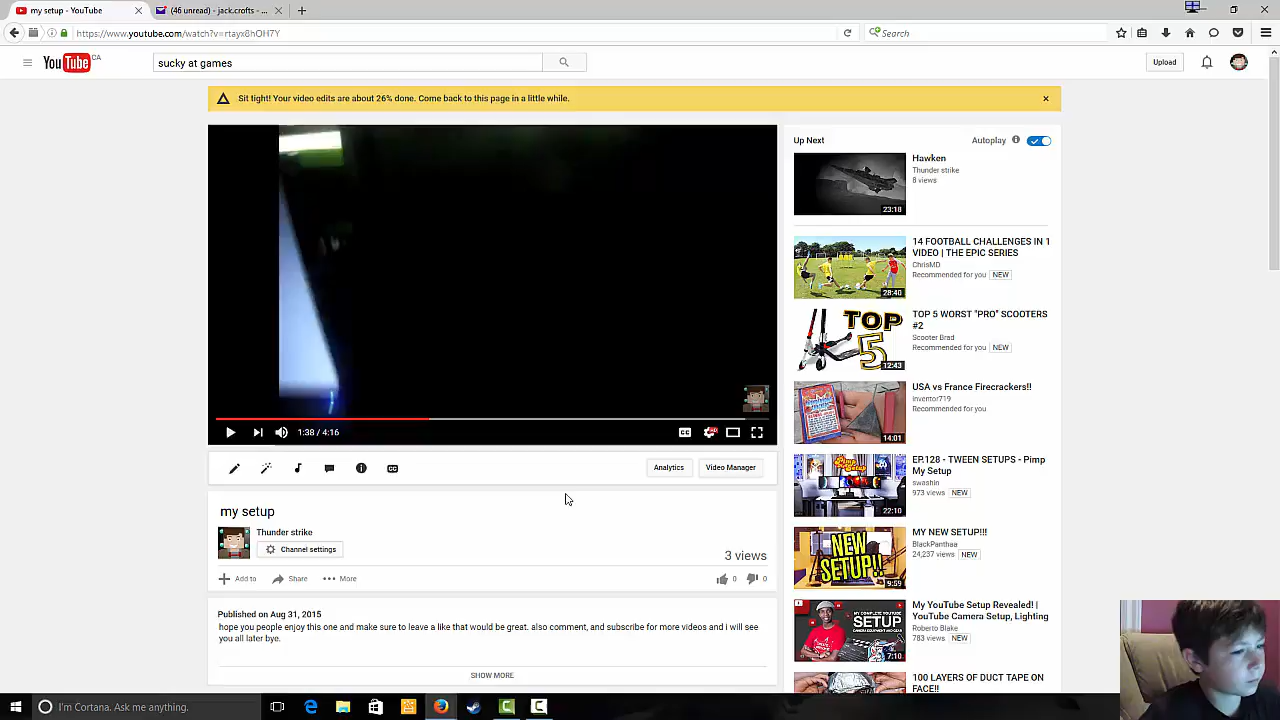 my setup - YouTube
(46 unread) - jack.crofts - ...
https://www.youtube.com/watch?v=rtayx8hOH7Y
Search
YouTube CA
sucky at games
Upload
Sit tight! Your video edits are about 26% done. Come back to this page in a little while.
1:38 / 4:16
CC
Analytics
Video Manager
my setup
Thunder strike
Channel settings
3 views
Add to
Share
More
0
0
Published on Aug 31, 2015
hope you people enjoy this one and make sure to leave a like that would be great. also comment, and subscribe for more videos and i will see
you all later bye.
SHOW MORE
Up Next
Autoplay
Hawken
Thunder strike
8 views
23:18
14 FOOTBALL CHALLENGES IN 1
VIDEO | THE EPIC SERIES
ChrisMD
Recommended for you NEW
28:40
TOP 5 WORST "PRO" SCOOTERS
#2
Scooter Brad
Recommended for you NEW
TOP
5
12:43
USA vs France Firecrackers!!
Inventor719
Recommended for you
14:01
EP.128 - TWEEN SETUPS - Pimp
My Setup
swashin
973 views NEW
22:10
MY NEW SETUP!!!
BlackPanthaa
24,237 views NEW
NEW
SETUP!!
9:59
My YouTube Setup Revealed! |
YouTube Camera Setup, Lighting
Roberto Blake
783 views NEW
SETUP
7:10
100 LAYERS OF DUCT TAPE ON
FACE!!
I'm Cortana. Ask me anything.